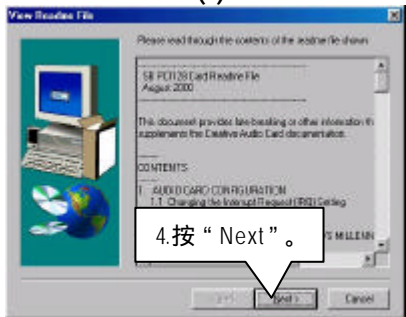 View Readme File
Please read through the contents of the readme file shown
SB PCI128 Card Readme File
August 2000
This document provides late-breaking or other information th
supplements the Creative Audio Card documentation.
CONTENTS
1. AUDIO CARD CONFIGURATION
1.1 Changing the Interrupt Request (IRQ) Setting
S MILLENN
4.按“Next”。
Next >
Cancel